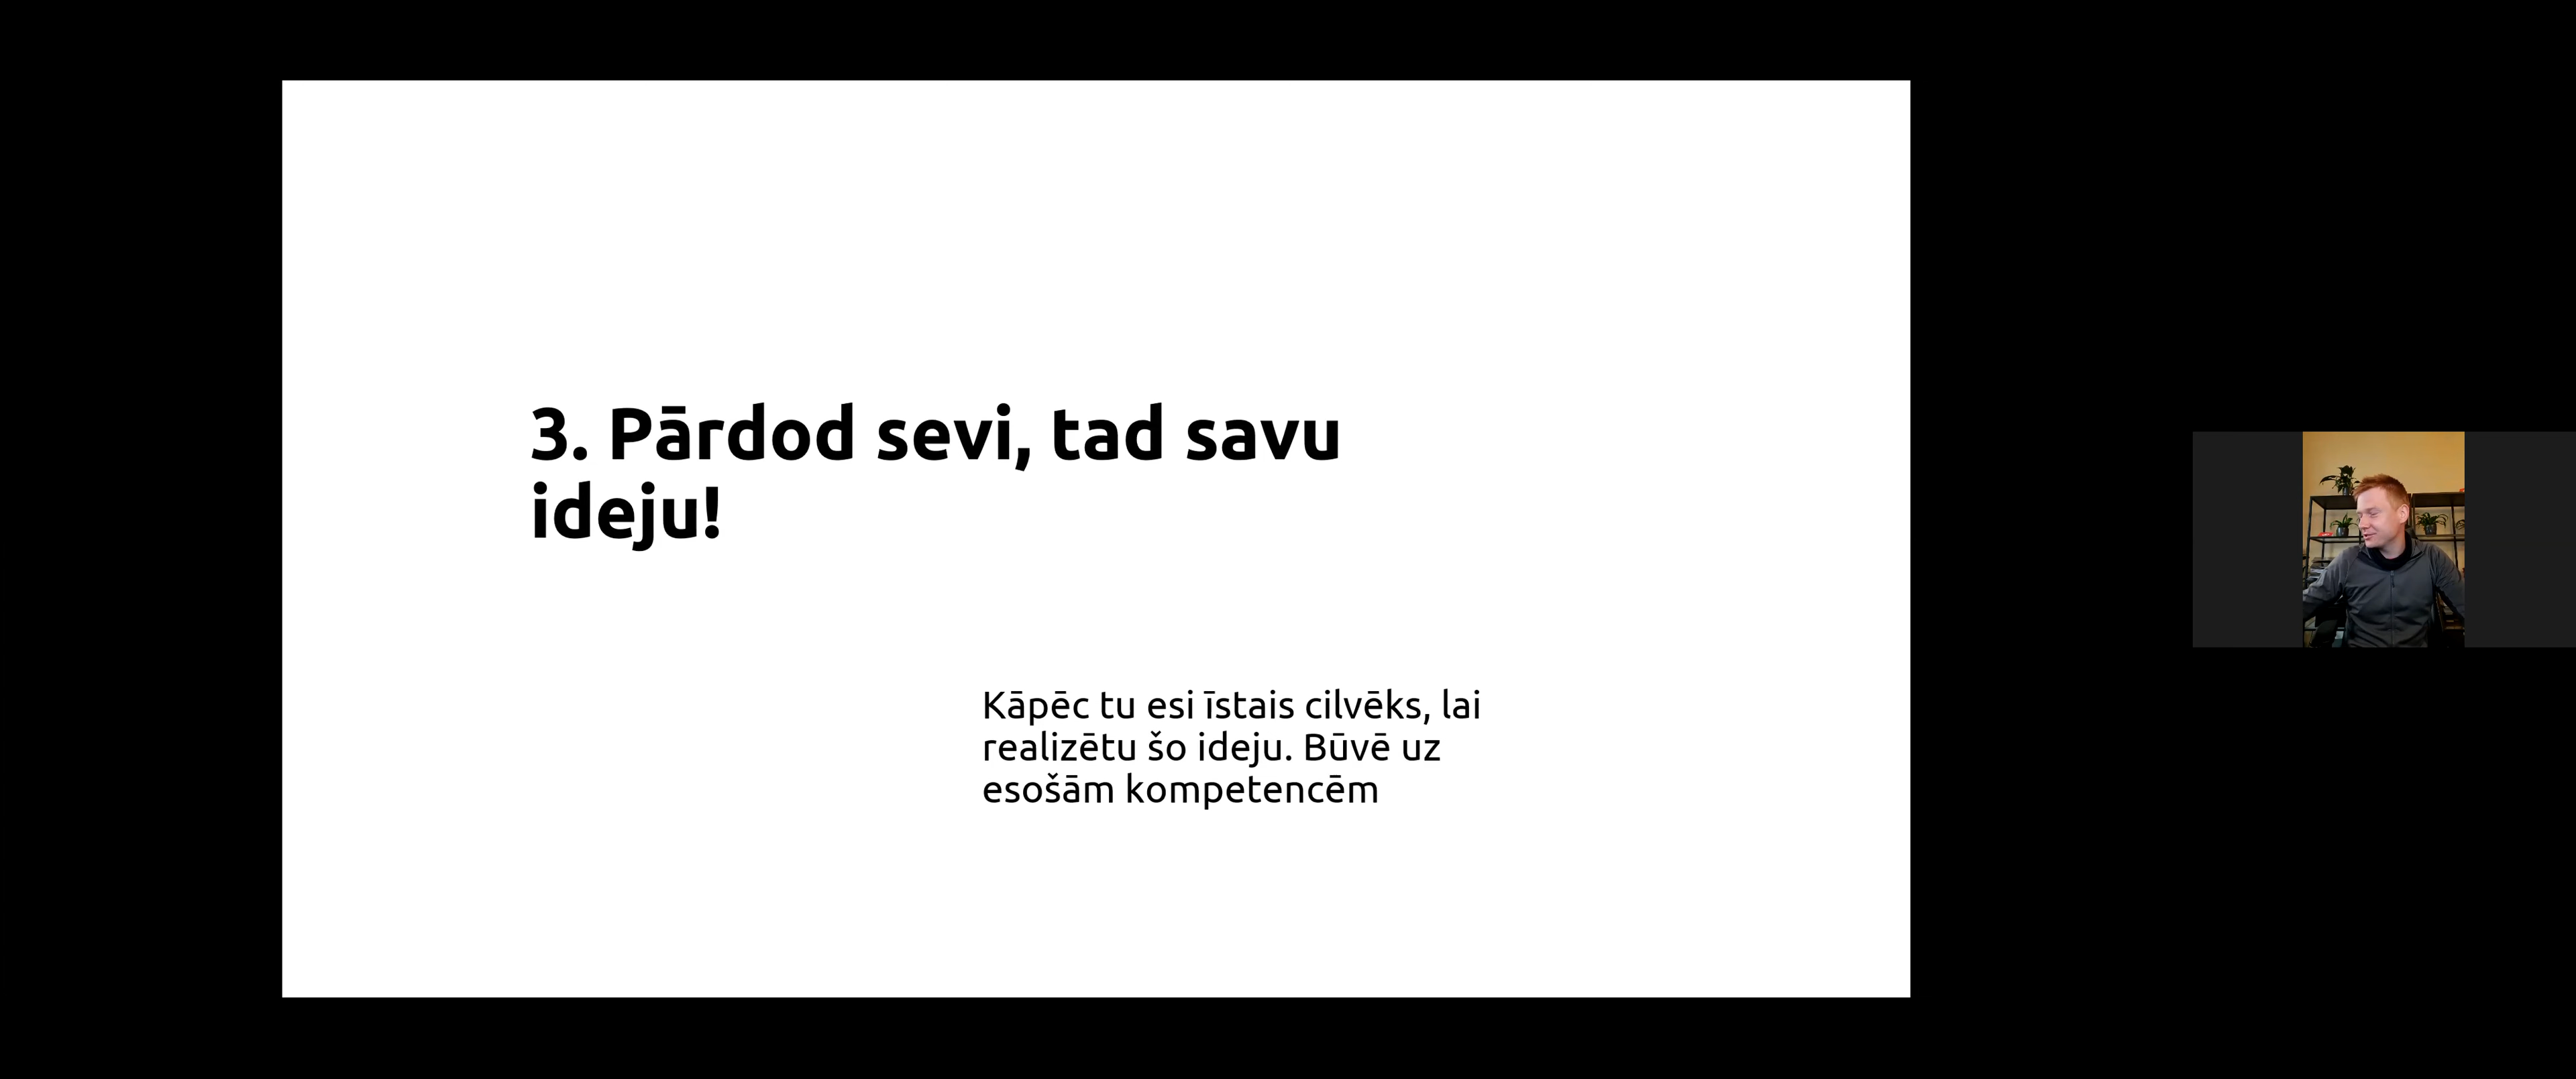 3. Pārdod sevi, tad savu
ideju!
Kāpēc tu esi īstais cilvēks, lai
realizētu šo ideju. Būvē uz
esošām kompetencēm